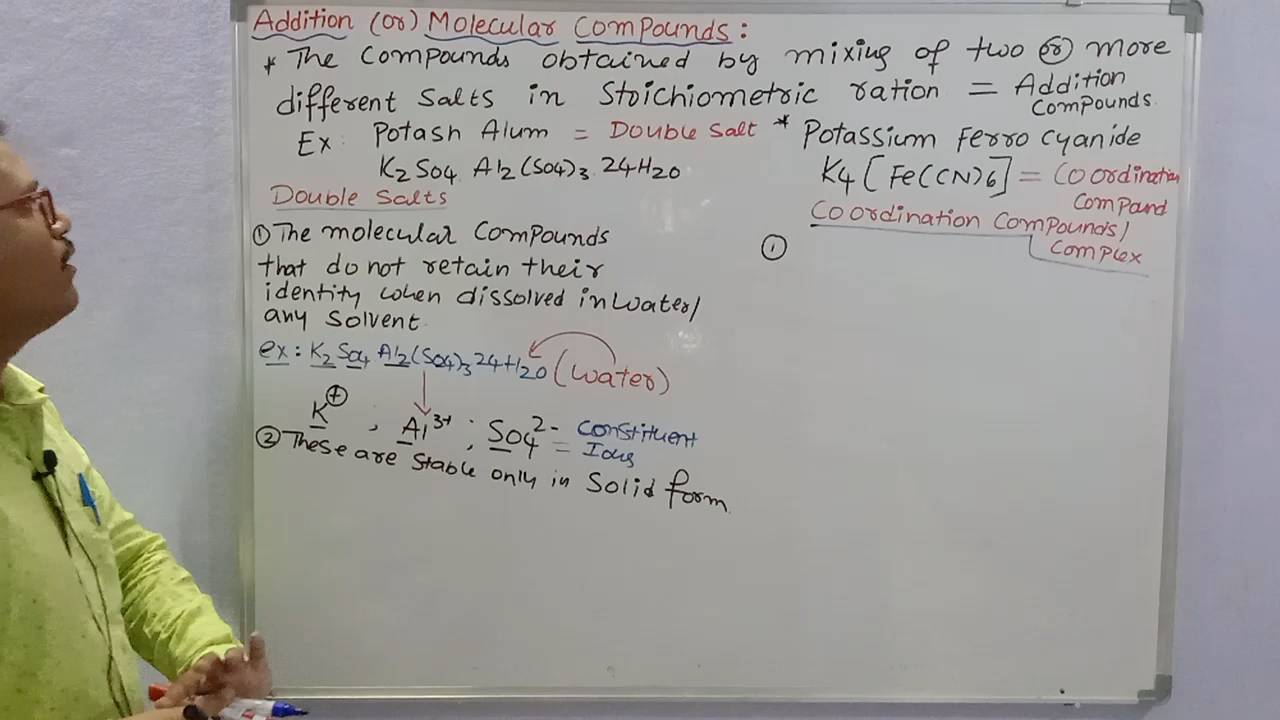 Addition (or) Molecular Compounds:
* The Compounds obtained by mixing of two (or) more
different Salts in Stoichiometric ration = Addition
Compounds.
Ex: Potash Alum = Double Salt
K2SO4 Al2(SO4)3 24H2O
* Potassium Ferro cyanide
K4[Fe(CN)6] = Coordination
Compound
Double Salts
① The molecular Compounds
that do not retain their
identity when dissolved in water/
any Solvent.
ex: K2SO4 Al2(SO4)3 24H2O (Water)
K⊕ ; Al3+ ; SO4 2- = Constituent
Ions
② These are stable only in Solid form.
Coordination Compounds/
Complex
①